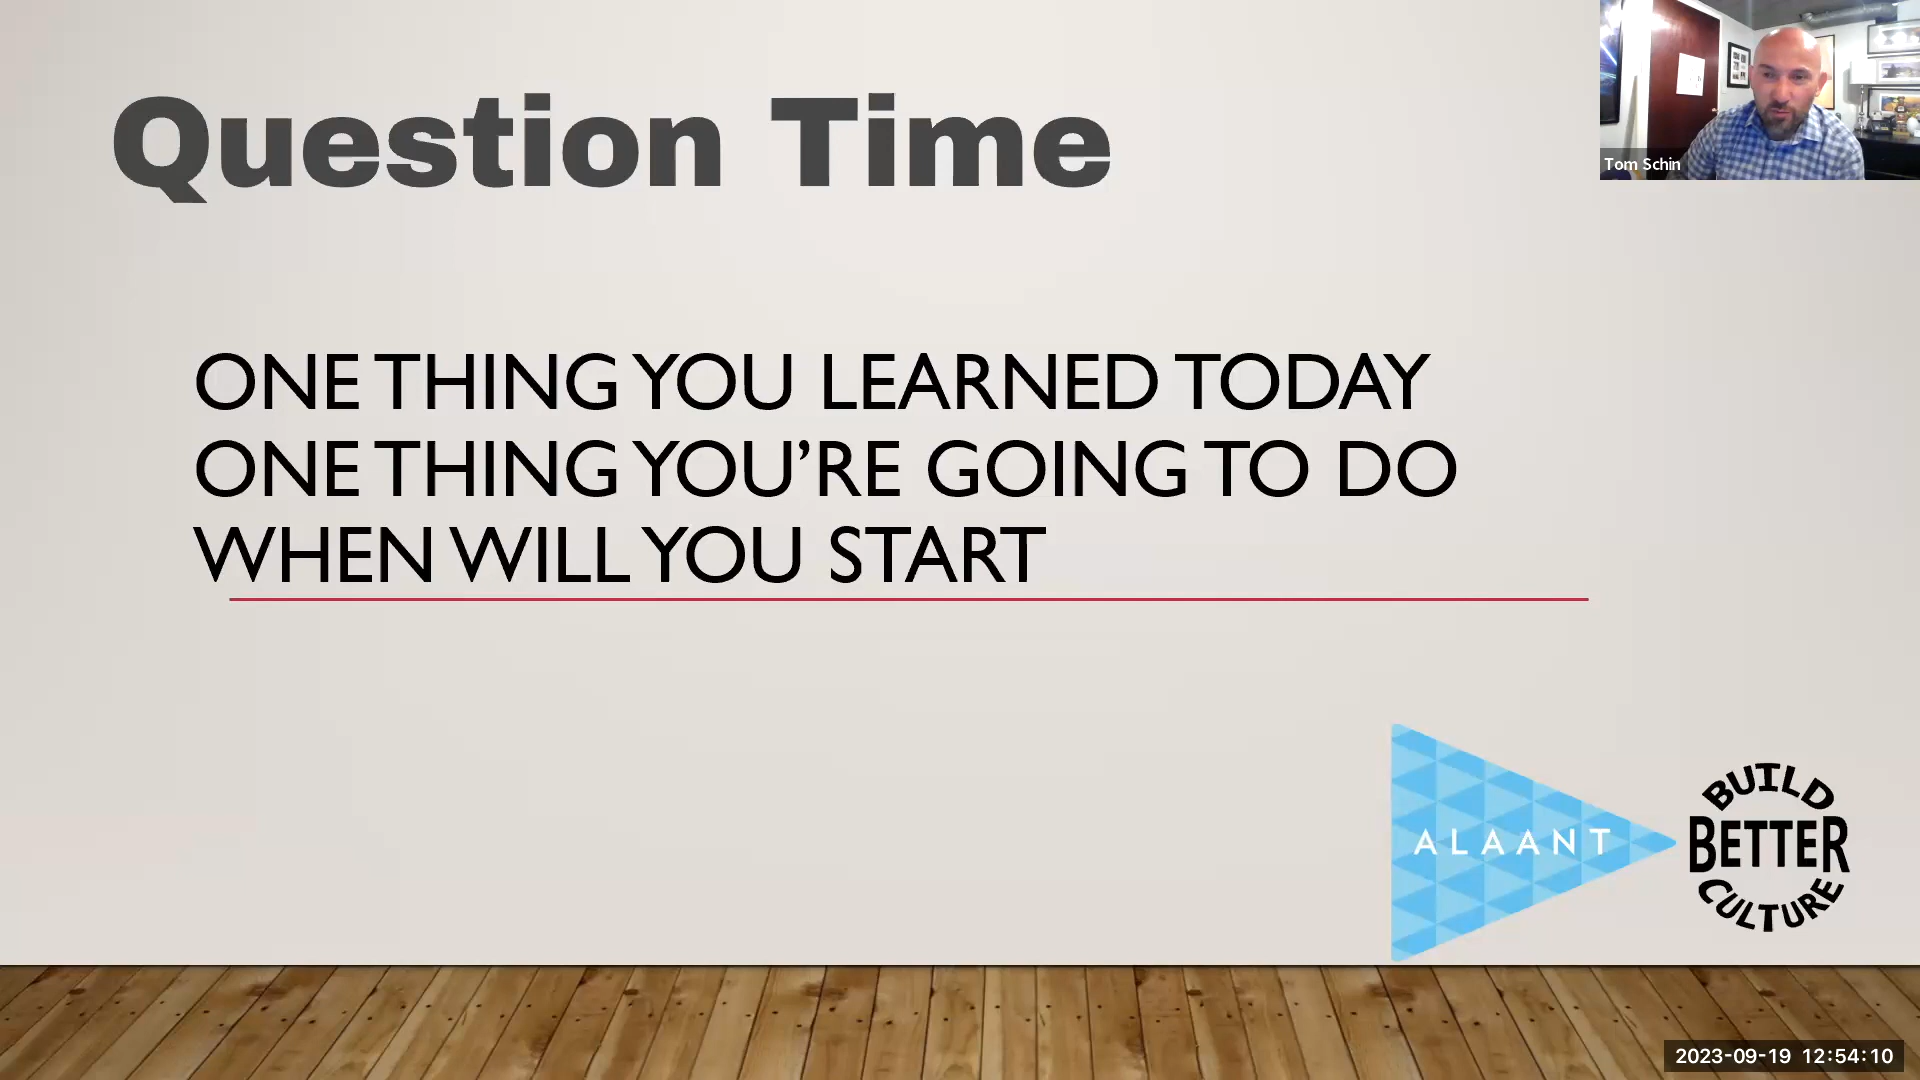 Question Time
Tom Schin
ONE THING YOU LEARNED TODAY
ONE THING YOU’RE GOING TO DO
WHEN WILL YOU START
ALAANT
BUILD
BETTER
CULTURE
2023-09-19 12:54:10